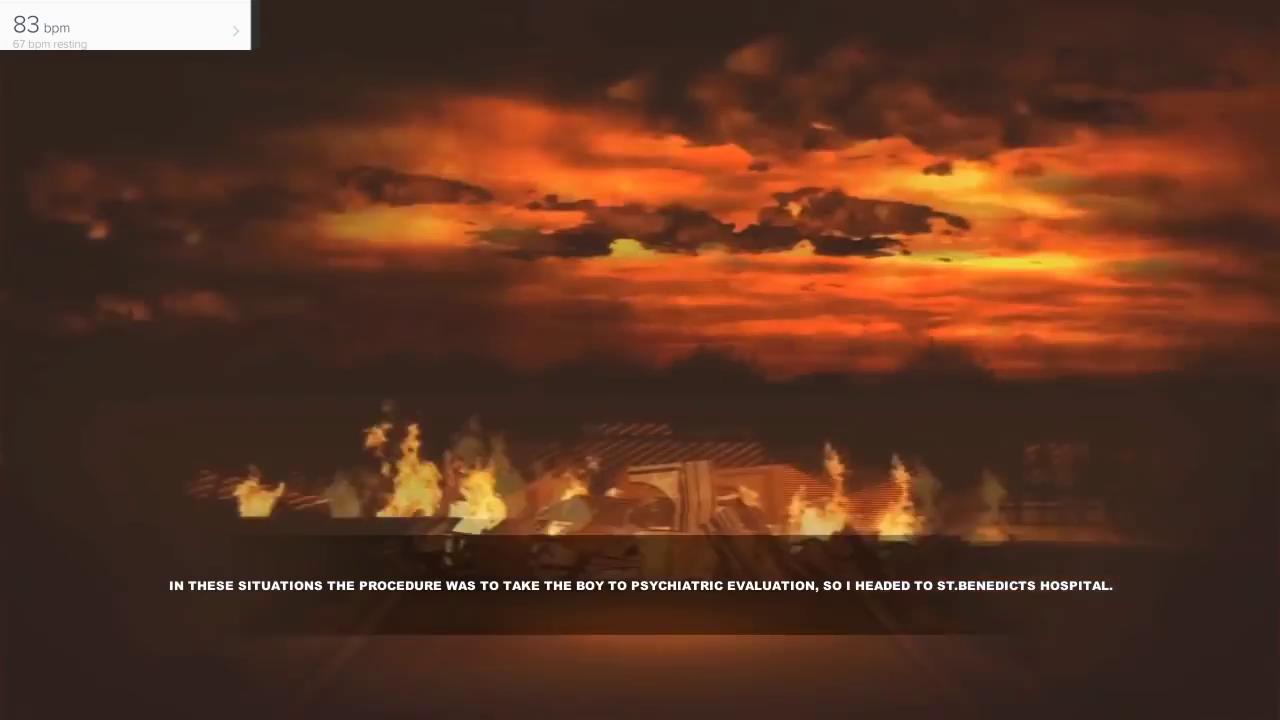 83 bpm
67 bpm resting
IN THESE SITUATIONS THE PROCEDURE WAS TO TAKE THE BOY TO PSYCHIATRIC EVALUATION, SO I HEADED TO ST.BENEDICTS HOSPITAL.